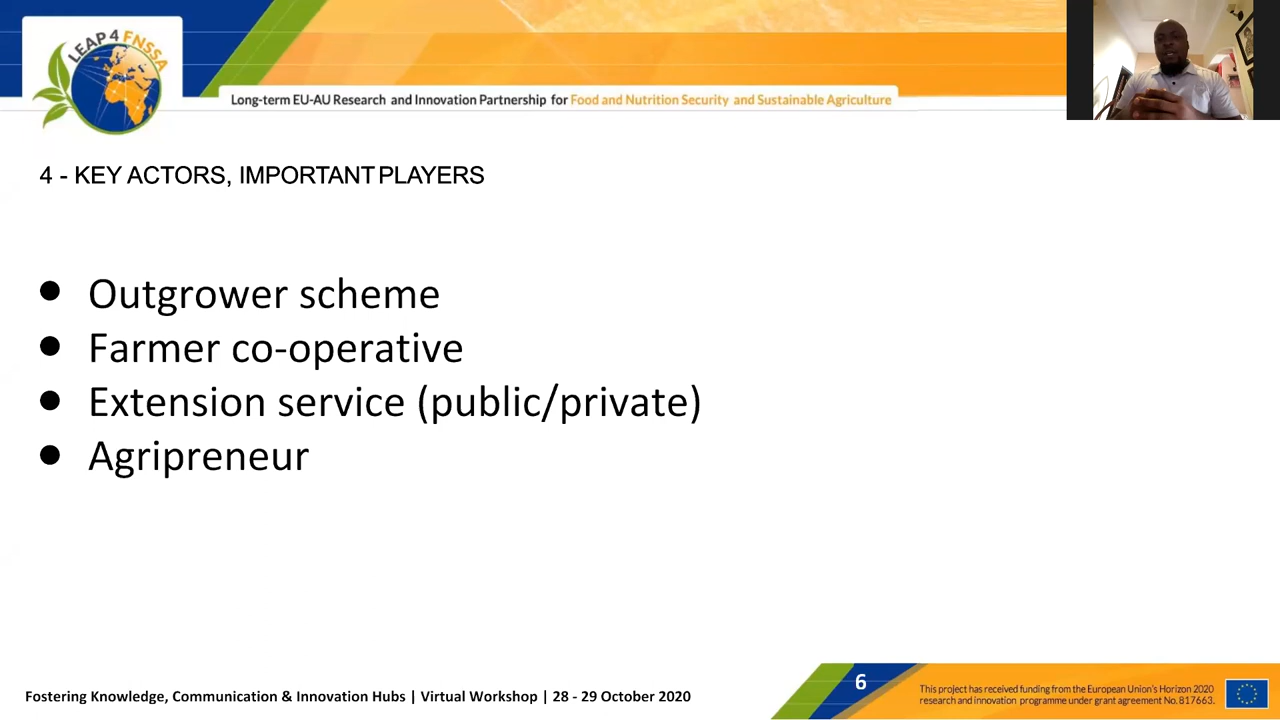 LEAP 4 FNSSA
Long-term EU-AU Research and Innovation Partnership for Food and Nutrition Security and Sustainable Agriculture
4 - KEY ACTORS, IMPORTANT PLAYERS
● Outgrower scheme
● Farmer co-operative
● Extension service (public/private)
● Agripreneur
Fostering Knowledge, Communication & Innovation Hubs | Virtual Workshop | 28 - 29 October 2020
6
This project has received funding from the European Union's Horizon 2020
research and innovation programme under grant agreement No. 817663.